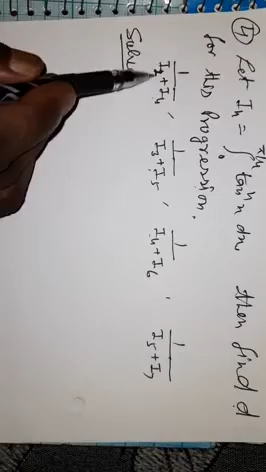 ④ Let Iₙ = ∫₀^(π/4) tanⁿx dx then find d
for this Progression.
1/(I₂+I₄) , 1/(I₃+I₅) , 1/(I₄+I₆) , 1/(I₅+I₇)
Solu